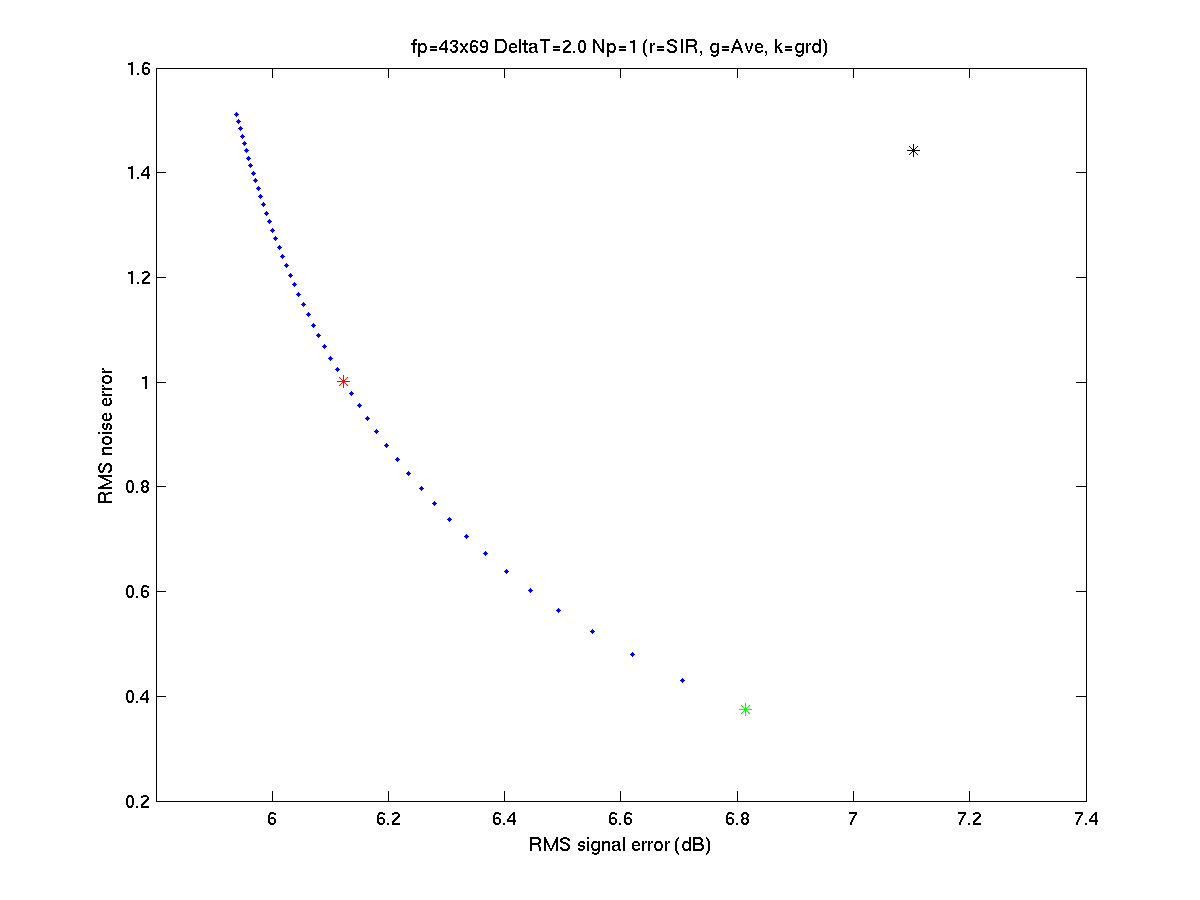 fp=43x69 DeltaT=2.0 Np=1 (r=SIR, g=Ave, k=grd)
1.6
1.4
1.2
1
0.8
0.6
0.4
0.2
RMS noise error
6 6.2 6.4 6.6 6.8 7 7.2 7.4
RMS signal error (dB)